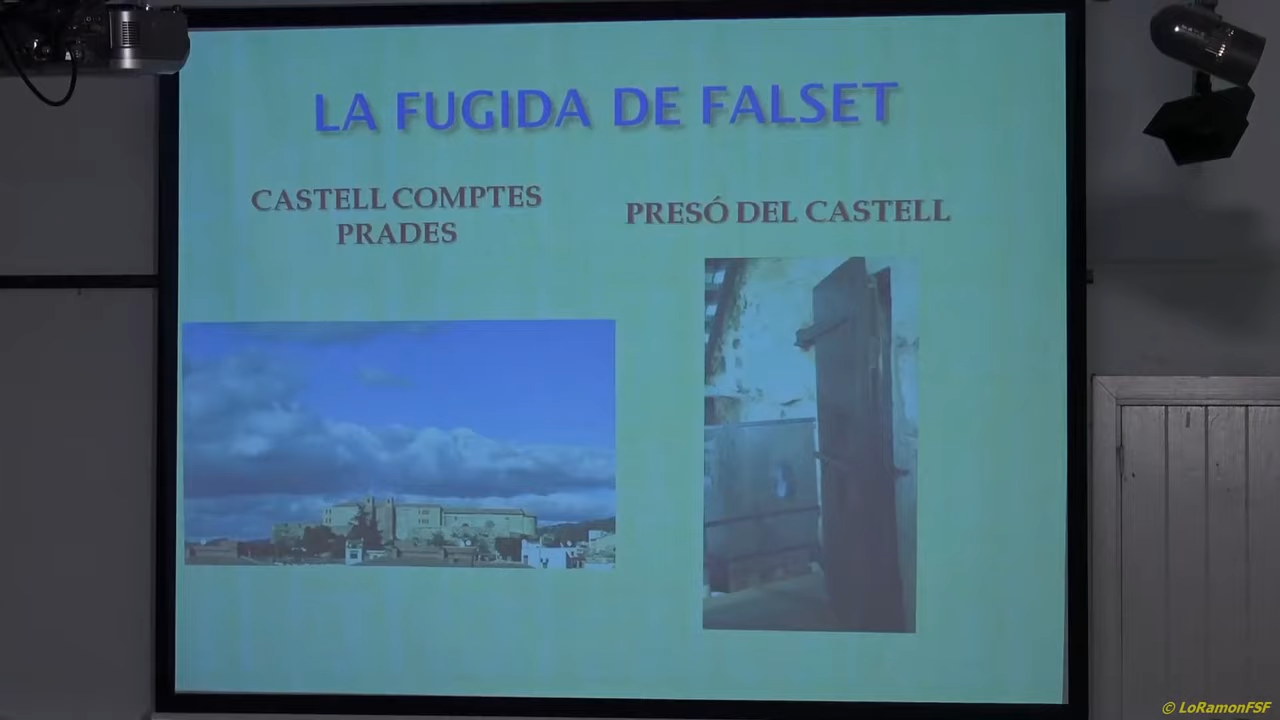 LA FUGIDA DE FALSET
CASTELL COMPTES
PRADES
PRESÓ DEL CASTELL
© LoRamonFSF